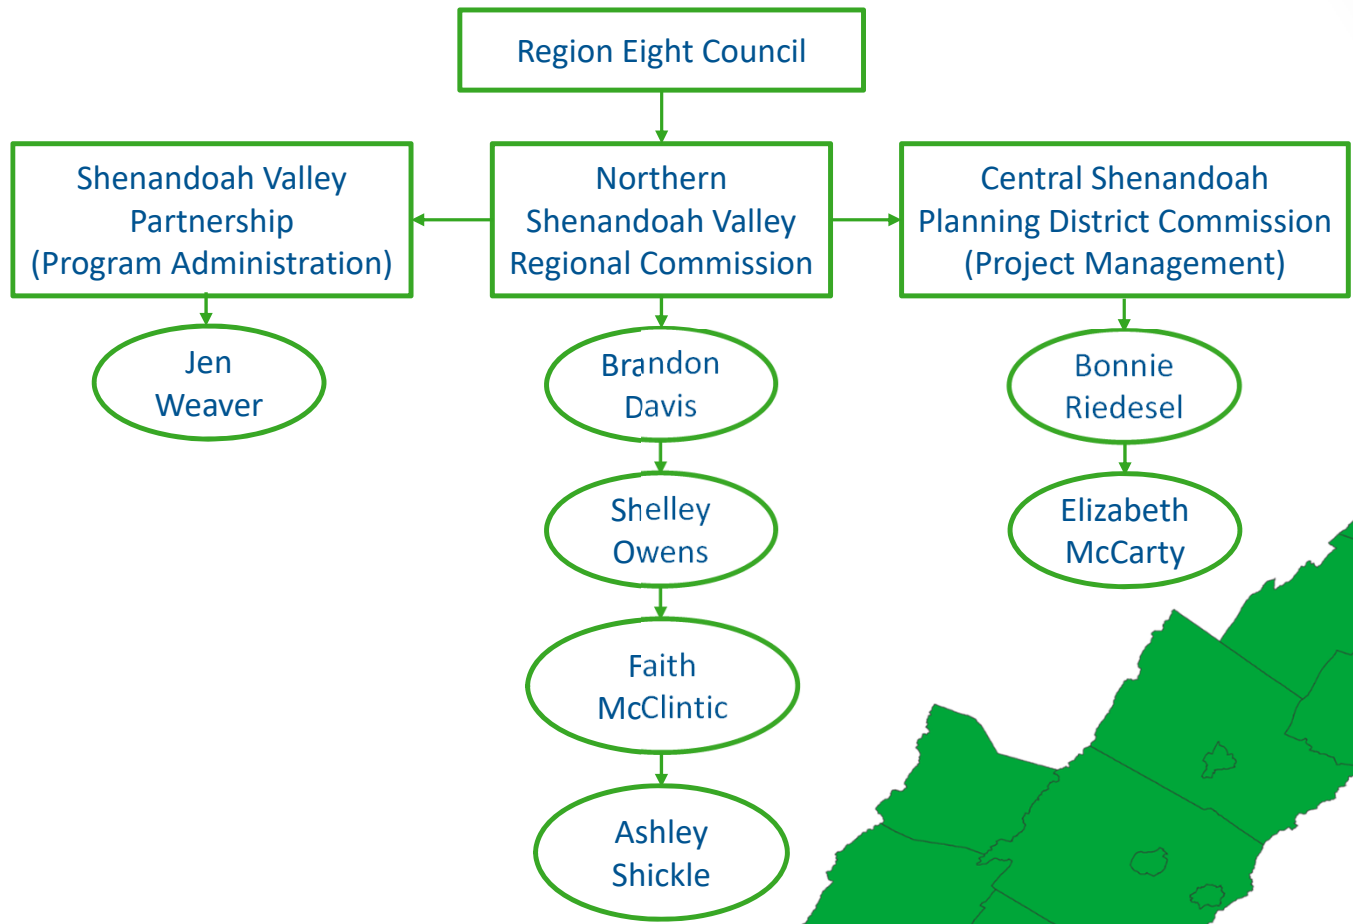 Region Eight Council
Shenandoah Valley
Partnership
(Program Administration)
Northern
Shenandoah Valley
Regional Commission
Central Shenandoah
Planning District Commission
(Project Management)
Jen
Weaver
Brandon
Davis
Bonnie
Riedesel
Shelley
Owens
Elizabeth
McCarty
Faith
McClintic
Ashley
Shickle